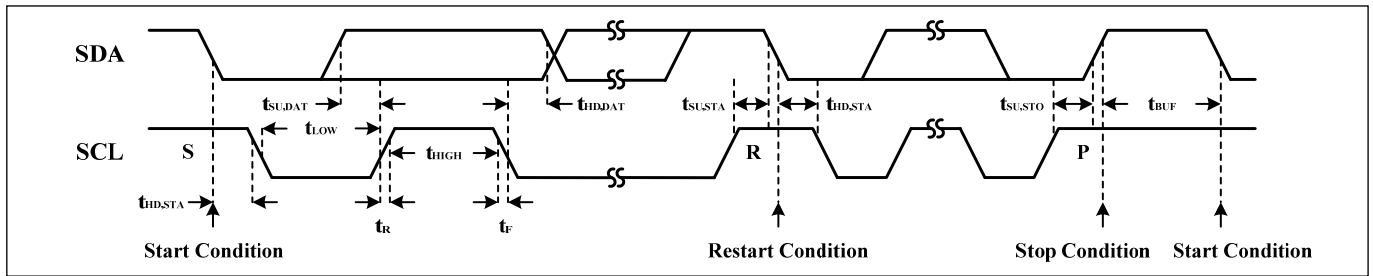 SDA
tSU,DAT
tHD,DAT
tSU,STA
tHD,STA
tSU,STO
tBUF
tLOW
SCL
S
tHIGH
R
P
tHD,STA
tR
tF
Start Condition
Restart Condition
Stop Condition
Start Condition